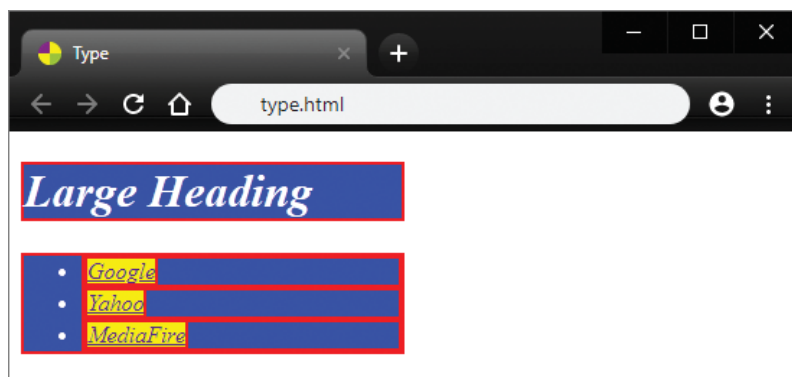 Type
type.html
Large Heading
• Google
• Yahoo
• MediaFire